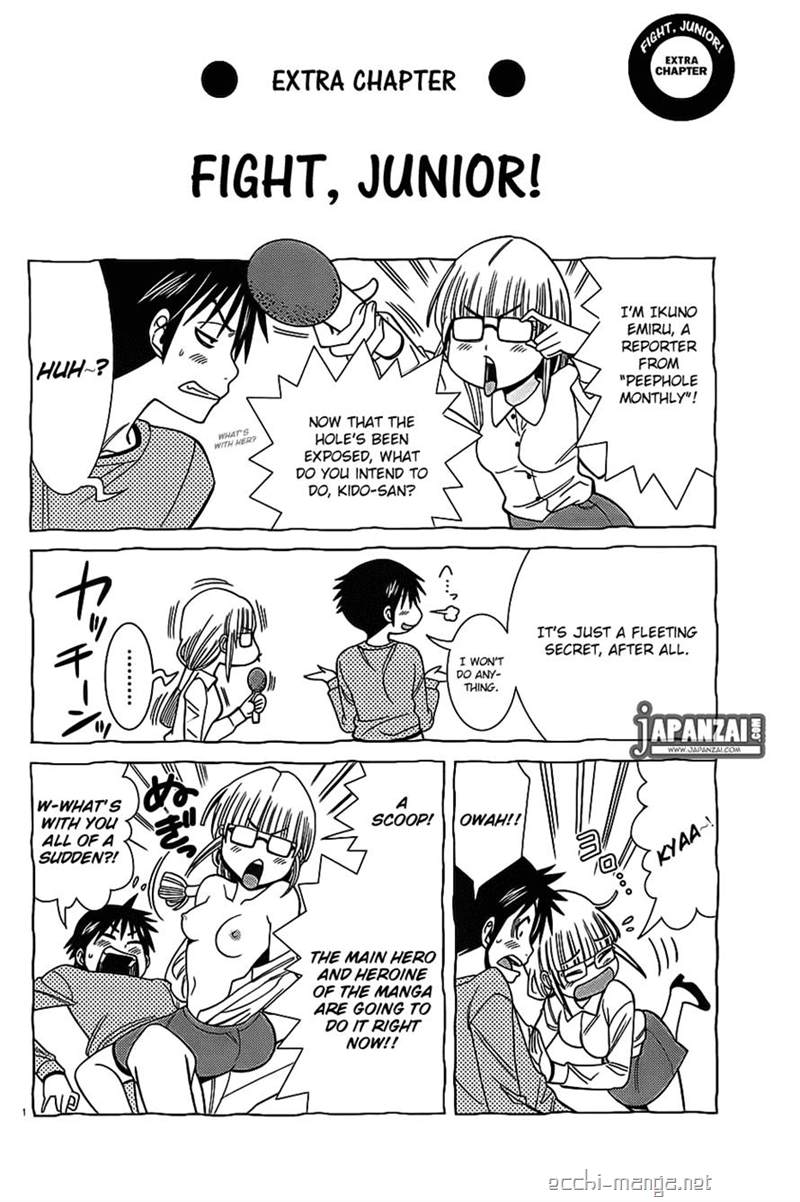 FIGHT, JUNIOR!
EXTRA
CHAPTER
EXTRA CHAPTER
FIGHT, JUNIOR!
I'M IKUNO
EMIRU, A
REPORTER
FROM
"PEEPHOLE
MONTHLY"!
NOW THAT THE
HOLE'S BEEN
EXPOSED, WHAT
DO YOU INTEND TO
DO, KIDO-SAN?
HUH~?
WHAT'S
WITH HER?
IT'S JUST A FLEETING
SECRET, AFTER ALL.
I WON'T
DO ANY-
THING.
.........
カッチーンッ
JAPANZAI.COM
WWW.JAPANZAI.COM
KYAA~!
ヨロ...
OWAH!!
A
SCOOP!
ぬぎっ
W-WHAT'S
WITH YOU
ALL OF A
SUDDEN?!
THE MAIN HERO
AND HEROINE
OF THE MANGA
ARE GOING TO
DO IT RIGHT
NOW!!
1
ecchi-manga.net